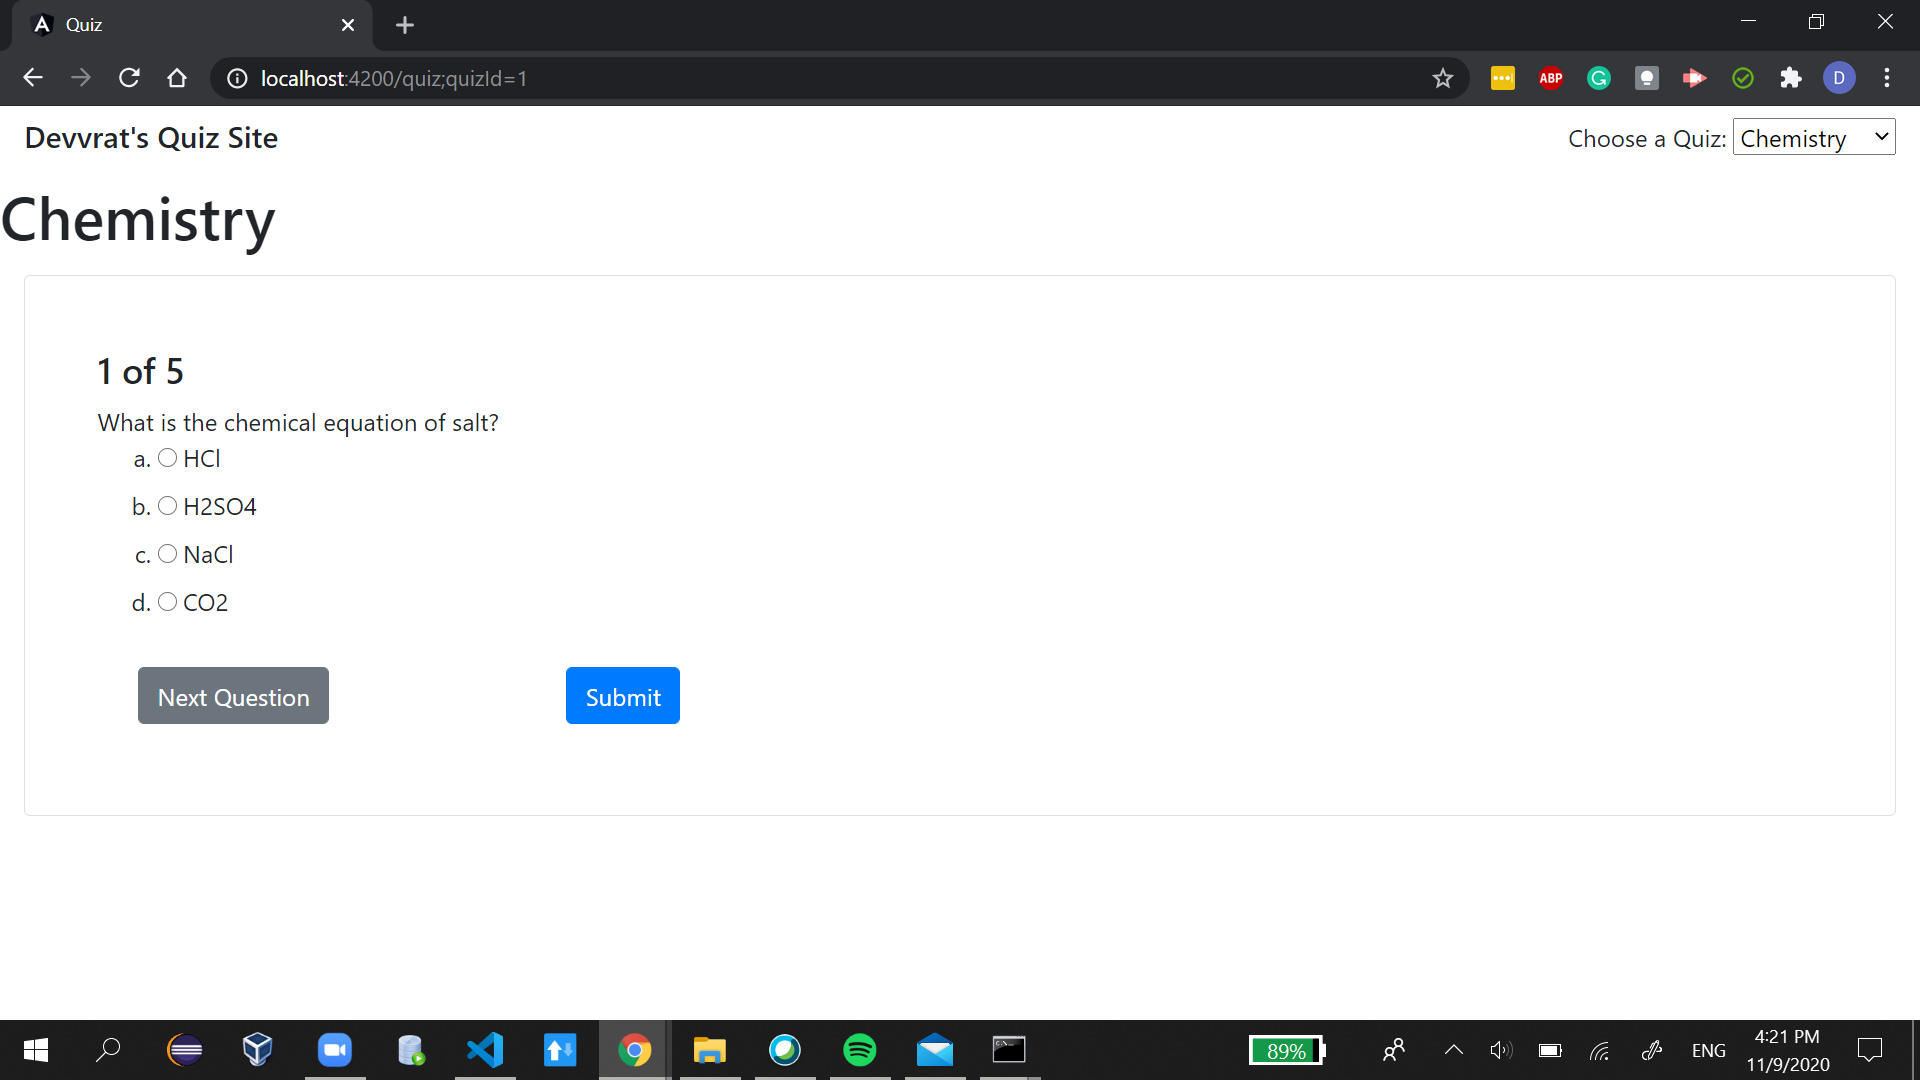 Quiz
localhost:4200/quiz;quizId=1
ABP
D
Devvrat's Quiz Site
Choose a Quiz: Chemistry
Chemistry
1 of 5
What is the chemical equation of salt?
a. HCl
b. H2SO4
c. NaCl
d. CO2
Next Question
Submit
89%
ENG
4:21 PM
11/9/2020